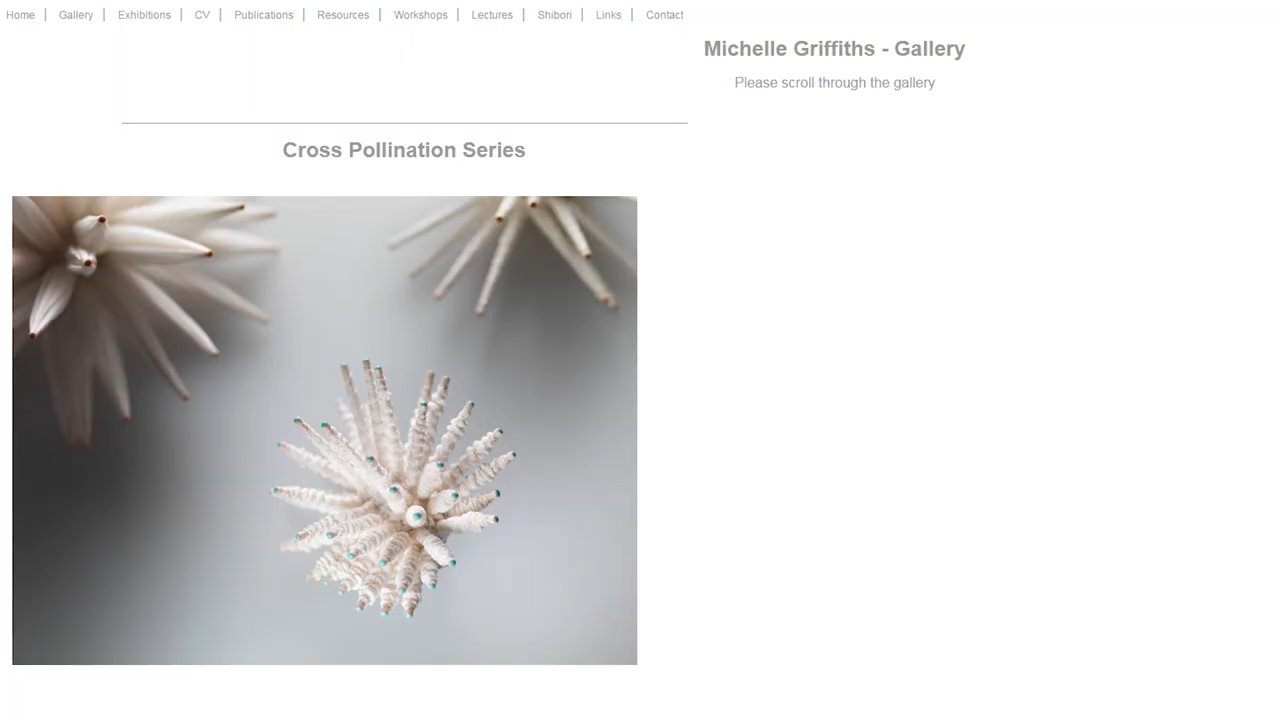 Home | Gallery | Exhibitions | CV | Publications | Resources | Workshops | Lectures | Shibori | Links | Contact
Michelle Griffiths - Gallery
Please scroll through the gallery
Cross Pollination Series